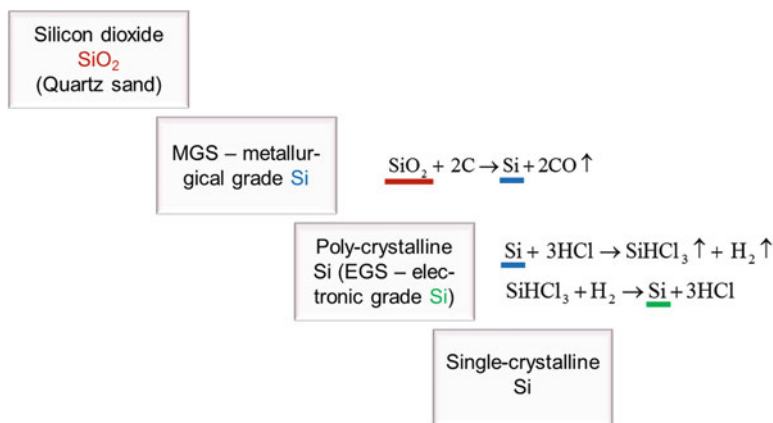 Silicon dioxide
SiO₂
(Quartz sand)
MGS – metallur-
gical grade Si
SiO₂ + 2C → Si + 2CO ↑
Poly-crystalline
Si (EGS – elec-
tronic grade Si)
Si + 3HCl → SiHCl₃ ↑ + H₂ ↑
SiHCl₃ + H₂ → Si + 3HCl
Single-crystalline
Si